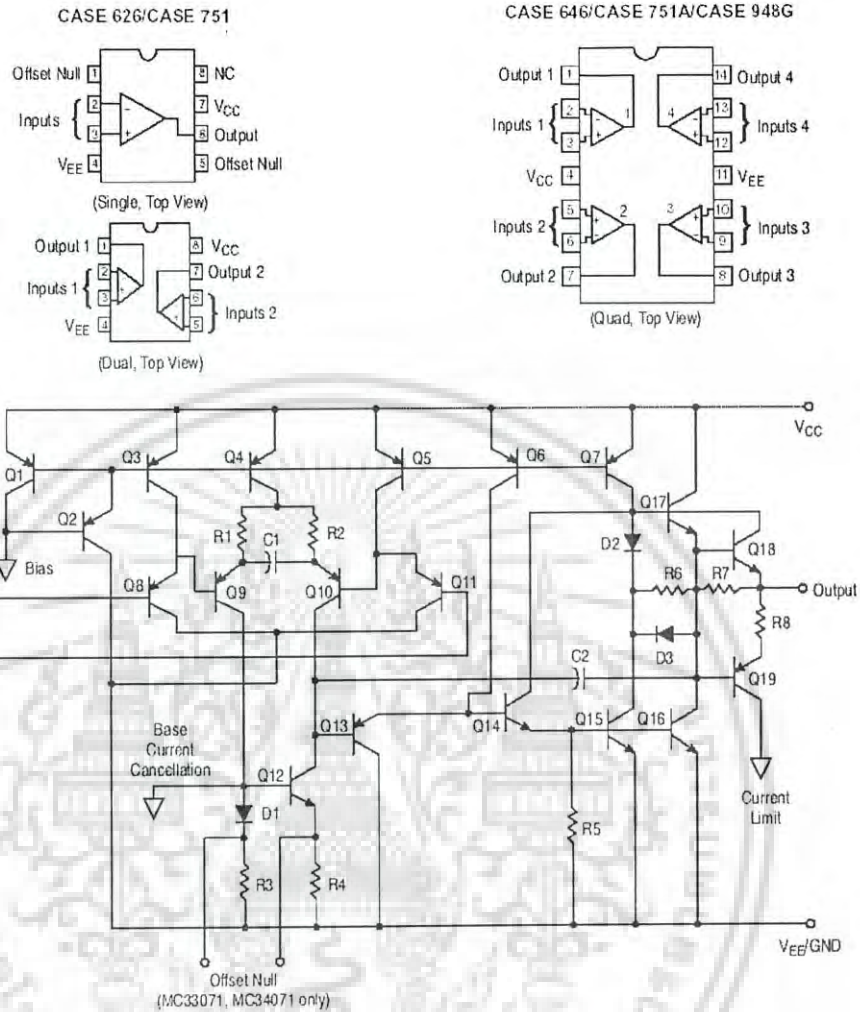 CASE 626/CASE 751
Offset Null 1
8 NC
Inputs
2
3
-
+
7 VCC
6 Output
VEE 4
5 Offset Null
(Single, Top View)
Output 1 1
8 VCC
Inputs 1
2
3
-
+
7 Output 2
6
5
Inputs 2
VEE 4
(Dual, Top View)
CASE 646/CASE 751A/CASE 948G
Output 1 1
14 Output 4
Inputs 1
2
3
-
+
1
4
-
+
13
12
Inputs 4
VCC 4
11 VEE
Inputs 2
5
6
+
-
2
3
+
-
10
9
Inputs 3
Output 2 7
8 Output 3
(Quad, Top View)
VCC
Q1
Q3
Q4
Q5
Q6
Q7
Q2
Q17
R1
C1
R2
D2
Q18
Bias
Q8
Q9
Q10
Q11
R6
R7
Output
R8
D3
C2
Q19
Base
Current
Cancellation
Q13
Q14
Q15
Q16
Q12
D1
Current
Limit
R5
R3
R4
VEE/GND
Offset Null
(MC33071, MC34071 only)